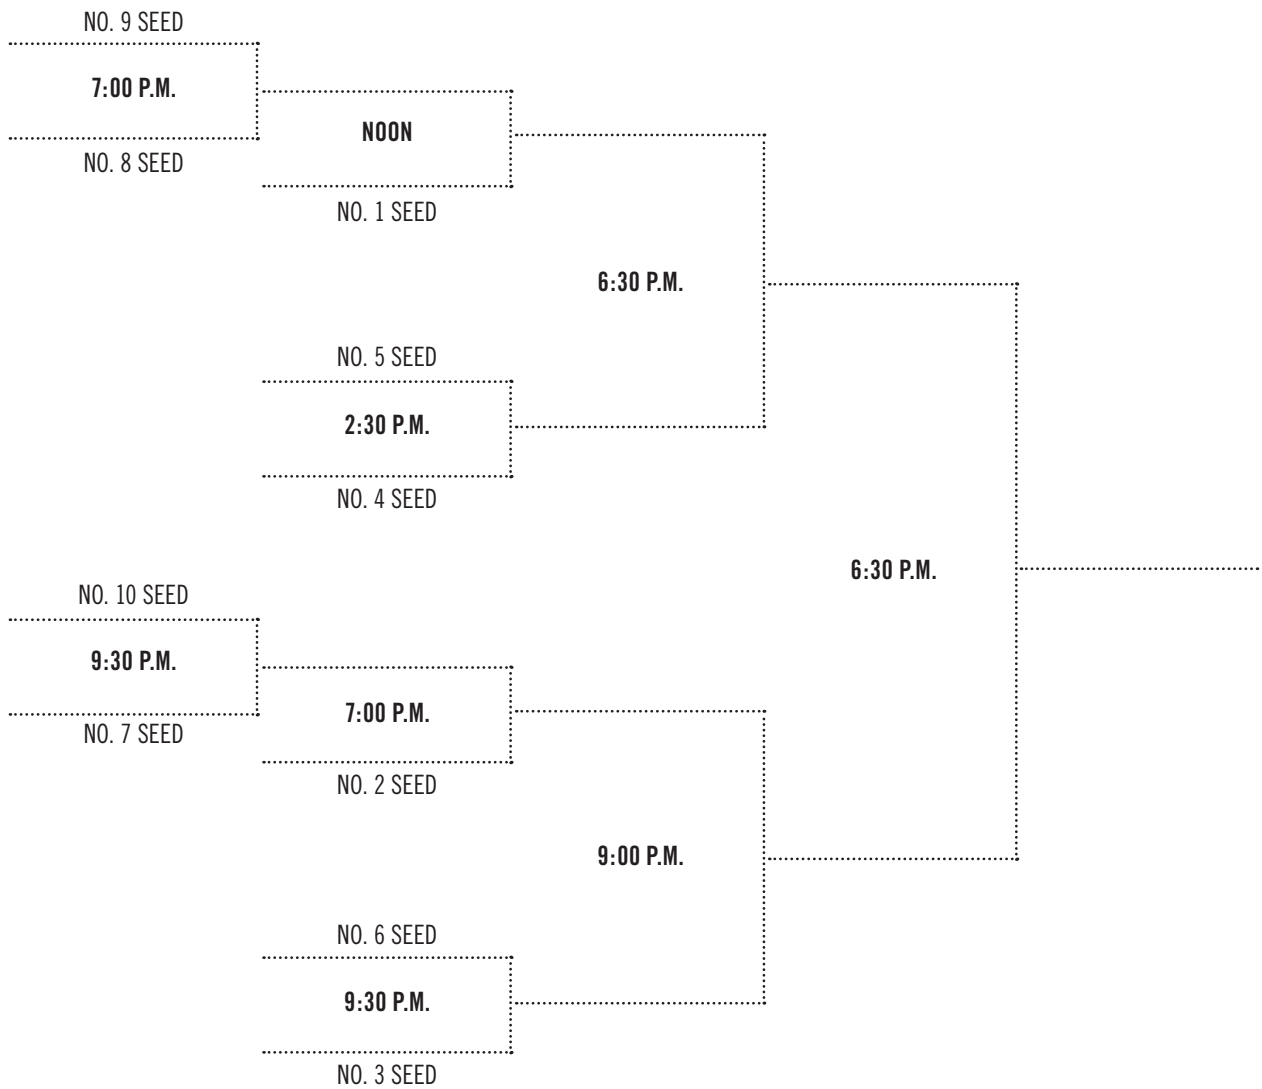 NO. 9 SEED
7:00 P.M.
NO. 8 SEED
NOON
NO. 1 SEED
6:30 P.M.
NO. 5 SEED
2:30 P.M.
NO. 4 SEED
6:30 P.M.
NO. 10 SEED
9:30 P.M.
NO. 7 SEED
7:00 P.M.
NO. 2 SEED
9:00 P.M.
NO. 6 SEED
9:30 P.M.
NO. 3 SEED